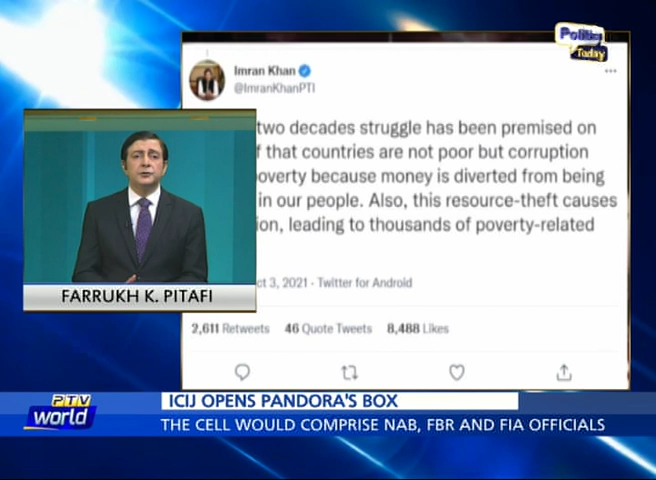 Politics
Today
Imran Khan
@ImranKhanPTI
two decades struggle has been premised on
f that countries are not poor but corruption
overty because money is diverted from being
in our people. Also, this resource-theft causes
ion, leading to thousands of poverty-related
ct 3, 2021 · Twitter for Android
2,611 Retweets 46 Quote Tweets 8,488 Likes
FARRUKH K. PITAFI
PTV
world
ICIJ OPENS PANDORA'S BOX
THE CELL WOULD COMPRISE NAB, FBR AND FIA OFFICIALS